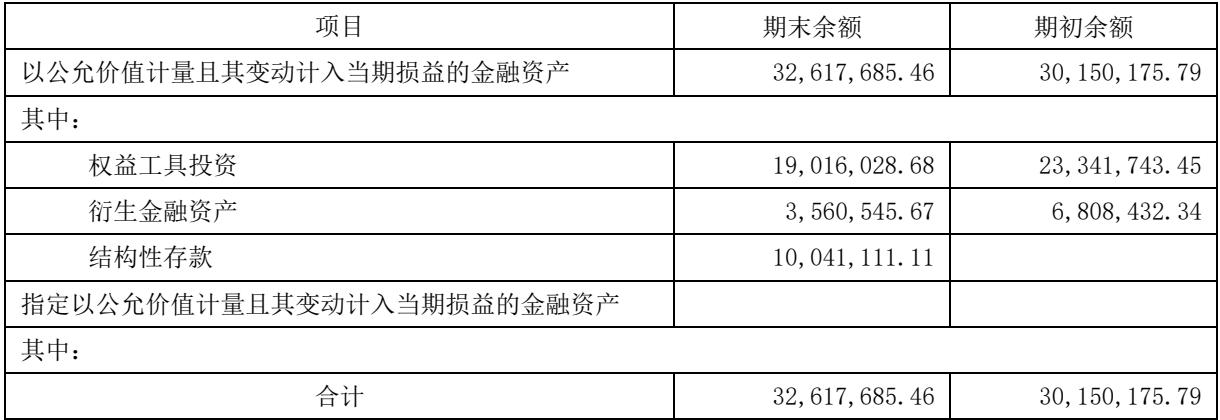 项目 期末余额 期初余额
以公允价值计量且其变动计入当期损益的金融资产 32,617,685.46 30,150,175.79
其中：
权益工具投资 19,016,028.68 23,341,743.45
衍生金融资产 3,560,545.67 6,808,432.34
结构性存款 10,041,111.11
指定以公允价值计量且其变动计入当期损益的金融资产
其中：
合计 32,617,685.46 30,150,175.79